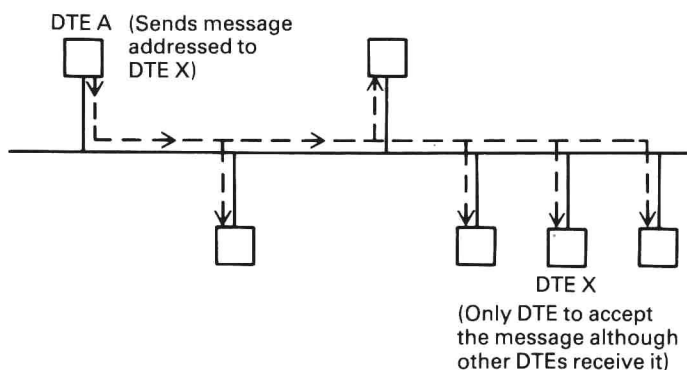 DTE A (Sends message
addressed to
DTE X)
DTE X
(Only DTE to accept
the message although
other DTEs receive it)